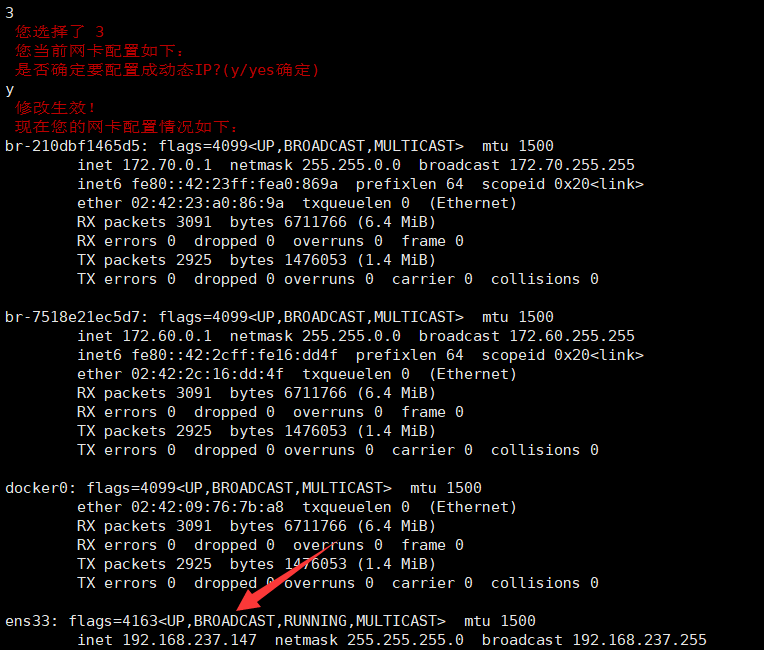 3
您选择了 3
您当前网卡配置如下：
是否确定要配置成动态IP?(y/yes确定)
y
修改生效！
现在您的网卡配置情况如下：
br-210dbf1465d5: flags=4099<UP,BROADCAST,MULTICAST>  mtu 1500
        inet 172.70.0.1  netmask 255.255.0.0  broadcast 172.70.255.255
        inet6 fe80::42:23ff:fea0:869a  prefixlen 64  scopeid 0x20<link>
        ether 02:42:23:a0:86:9a  txqueuelen 0  (Ethernet)
        RX packets 3091  bytes 6711766 (6.4 MiB)
        RX errors 0  dropped 0  overruns 0  frame 0
        TX packets 2925  bytes 1476053 (1.4 MiB)
        TX errors 0  dropped 0 overruns 0  carrier 0  collisions 0

br-7518e21ec5d7: flags=4099<UP,BROADCAST,MULTICAST>  mtu 1500
        inet 172.60.0.1  netmask 255.255.0.0  broadcast 172.60.255.255
        inet6 fe80::42:2cff:fe16:dd4f  prefixlen 64  scopeid 0x20<link>
        ether 02:42:2c:16:dd:4f  txqueuelen 0  (Ethernet)
        RX packets 3091  bytes 6711766 (6.4 MiB)
        RX errors 0  dropped 0  overruns 0  frame 0
        TX packets 2925  bytes 1476053 (1.4 MiB)
        TX errors 0  dropped 0 overruns 0  carrier 0  collisions 0

docker0: flags=4099<UP,BROADCAST,MULTICAST>  mtu 1500
        ether 02:42:09:76:7b:a8  txqueuelen 0  (Ethernet)
        RX packets 3091  bytes 6711766 (6.4 MiB)
        RX errors 0  dropped 0  overruns 0  frame 0
        TX packets 2925  bytes 1476053 (1.4 MiB)
        TX errors 0  dropped 0 overruns 0  carrier 0  collisions 0

ens33: flags=4163<UP,BROADCAST,RUNNING,MULTICAST>  mtu 1500
        inet 192.168.237.147  netmask 255.255.255.0  broadcast 192.168.237.255